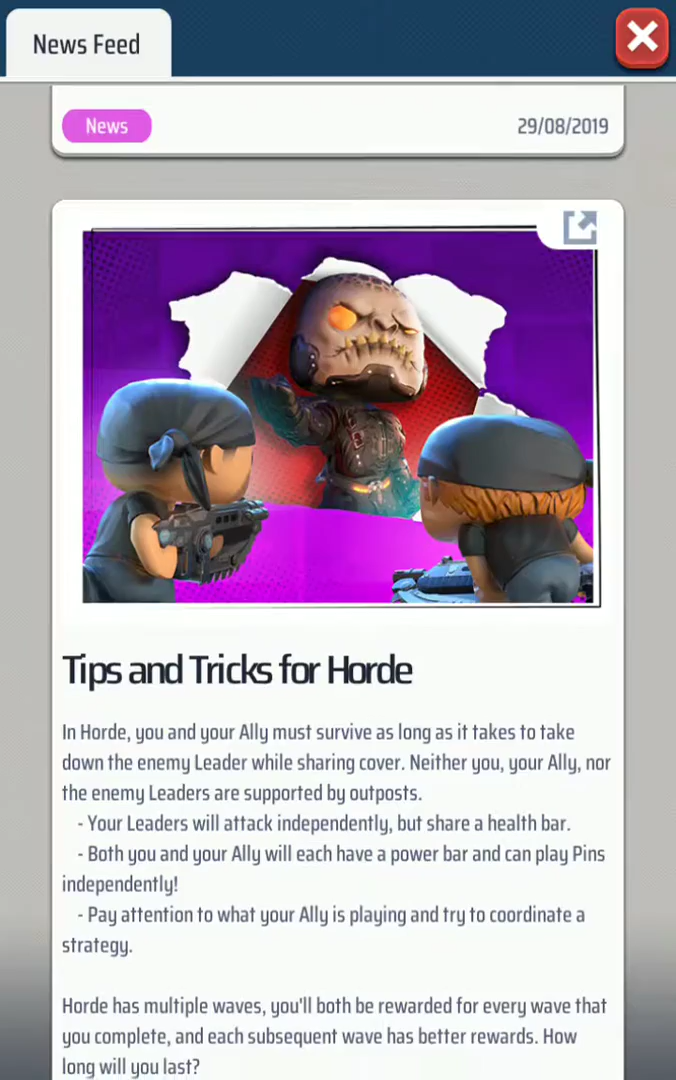 News Feed
News
29/08/2019
Tips and Tricks for Horde
In Horde, you and your Ally must survive as long as it takes to take
down the enemy Leader while sharing cover. Neither you, your Ally, nor
the enemy Leaders are supported by outposts.
- Your Leaders will attack independently, but share a health bar.
- Both you and your Ally will each have a power bar and can play Pins
independently!
- Pay attention to what your Ally is playing and try to coordinate a
strategy.
Horde has multiple waves, you'll both be rewarded for every wave that
you complete, and each subsequent wave has better rewards. How
long will you last?